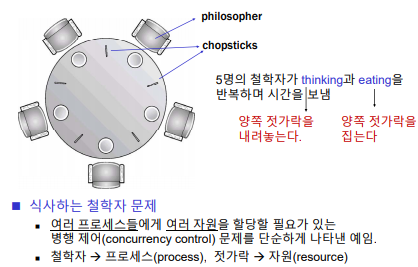 philosopher
chopsticks
5명의 철학자가 thinking과 eating을
반복하며 시간을 보냄
양쪽 젓가락을
내려놓는다.
양쪽 젓가락을
집는다
식사하는 철학자 문제
여러 프로세스들에게 여러 자원을 할당할 필요가 있는
병행 제어(concurrency control) 문제를 단순하게 나타낸 예임.
철학자 → 프로세스(process), 젓가락 → 자원(resource)